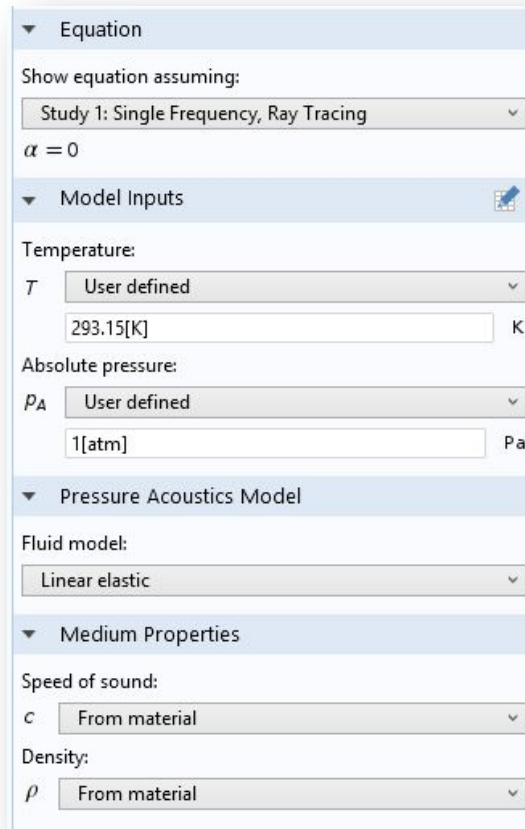 Equation
Show equation assuming:
Study 1: Single Frequency, Ray Tracing
α = 0
Model Inputs
Temperature:
T User defined
293.15[K] K
Absolute pressure:
pA User defined
1[atm] Pa
Pressure Acoustics Model
Fluid model:
Linear elastic
Medium Properties
Speed of sound:
c From material
Density:
ρ From material